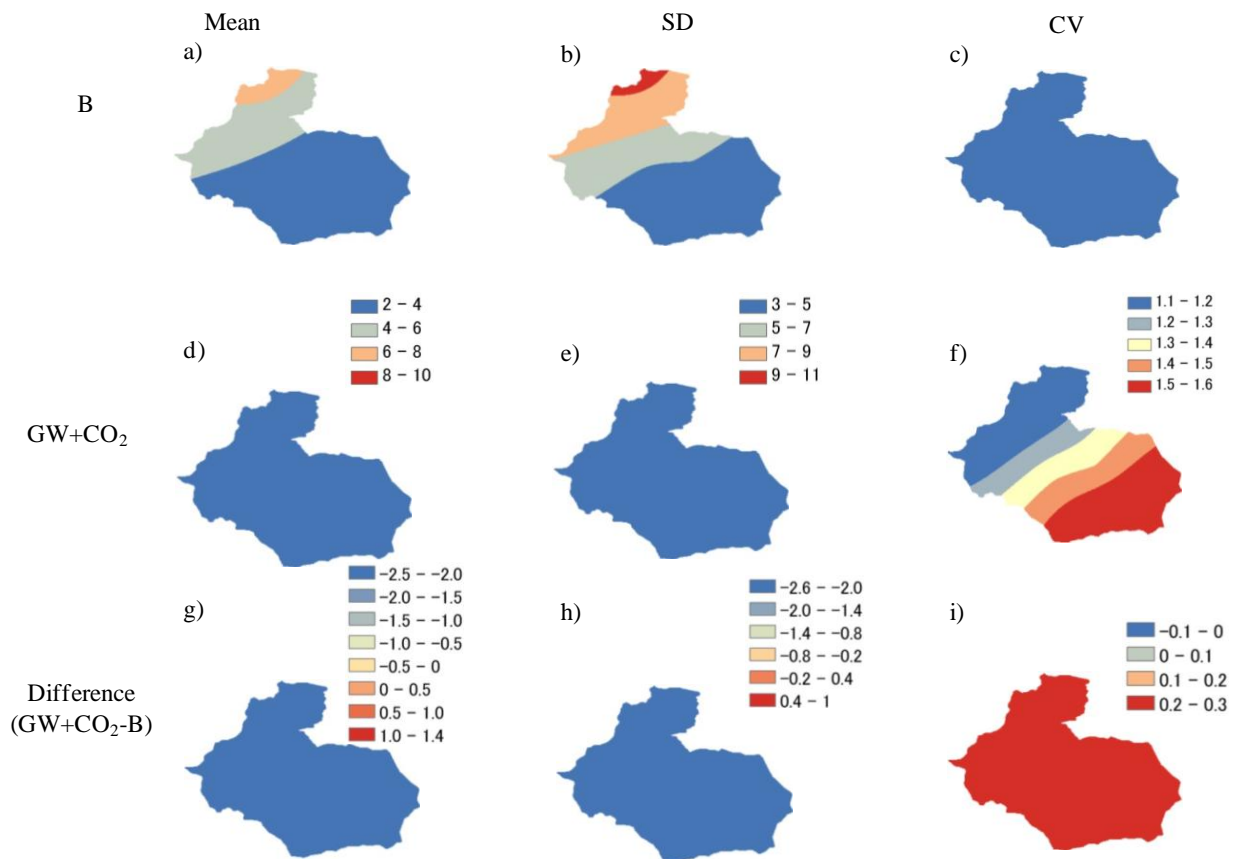 Mean
SD
CV
a)
b)
c)
B
2 - 4
4 - 6
6 - 8
8 - 10
3 - 5
5 - 7
7 - 9
9 - 11
1.1 - 1.2
1.2 - 1.3
1.3 - 1.4
1.4 - 1.5
1.5 - 1.6
d)
e)
f)
GW+CO₂
-2.5 - -2.0
-2.0 - -1.5
-1.5 - -1.0
-1.0 - -0.5
-0.5 - 0
0 - 0.5
0.5 - 1.0
1.0 - 1.4
-2.6 - -2.0
-2.0 - -1.4
-1.4 - -0.8
-0.8 - -0.2
-0.2 - 0.4
0.4 - 1
-0.1 - 0
0 - 0.1
0.1 - 0.2
0.2 - 0.3
g)
h)
i)
Difference
(GW+CO₂-B)